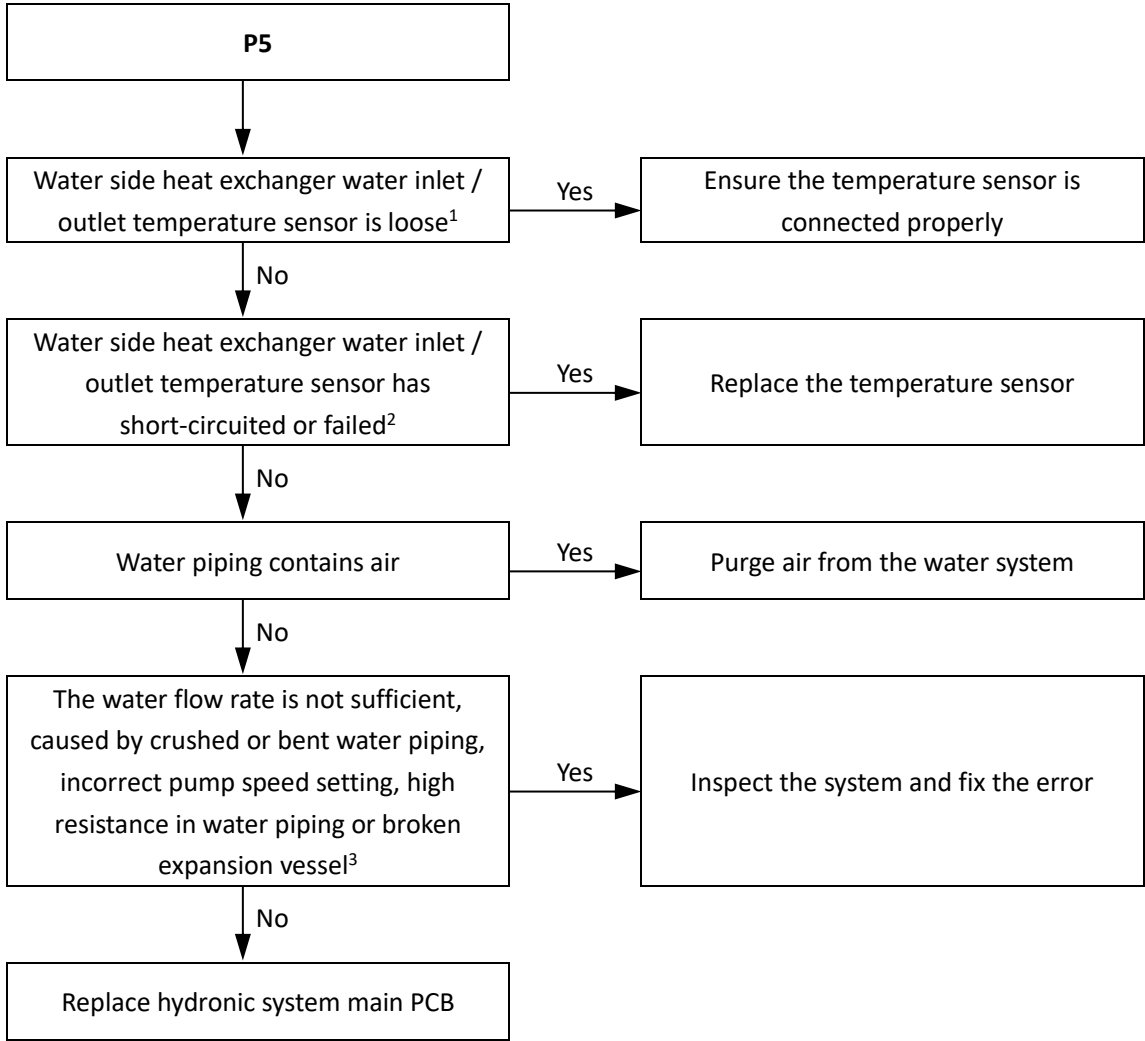 P5
Water side heat exchanger water inlet /
outlet temperature sensor is loose¹
Yes
Ensure the temperature sensor is
connected properly
No
Water side heat exchanger water inlet /
outlet temperature sensor has
short-circuited or failed²
Yes
Replace the temperature sensor
No
Water piping contains air
Yes
Purge air from the water system
No
The water flow rate is not sufficient,
caused by crushed or bent water piping,
incorrect pump speed setting, high
resistance in water piping or broken
expansion vessel³
Yes
Inspect the system and fix the error
No
Replace hydronic system main PCB